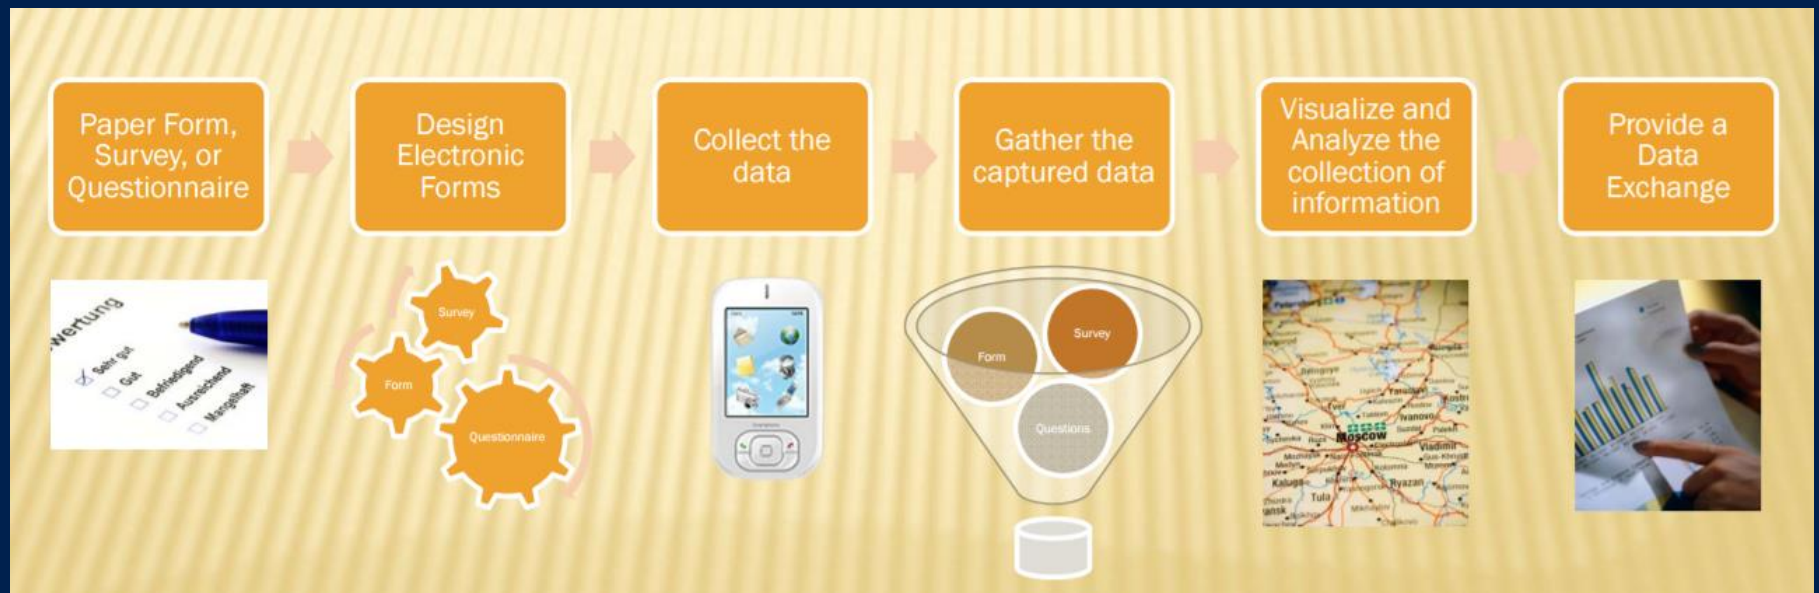 Paper Form,
Survey, or
Questionnaire
Design
Electronic
Forms
Collect the
data
Gather the
captured data
Visualize and
Analyze the
collection of
information
Provide a
Data
Exchange
wertung
Sehr gut
Gut
Befriedigend
Ausreichend
Mangelhaft
Survey
Form
Questionnaire
Form
Survey
Questions
Tver
Ivanovo
Moscow
Vladimir
Kolomna
Kaluga
Ryazan
Tula